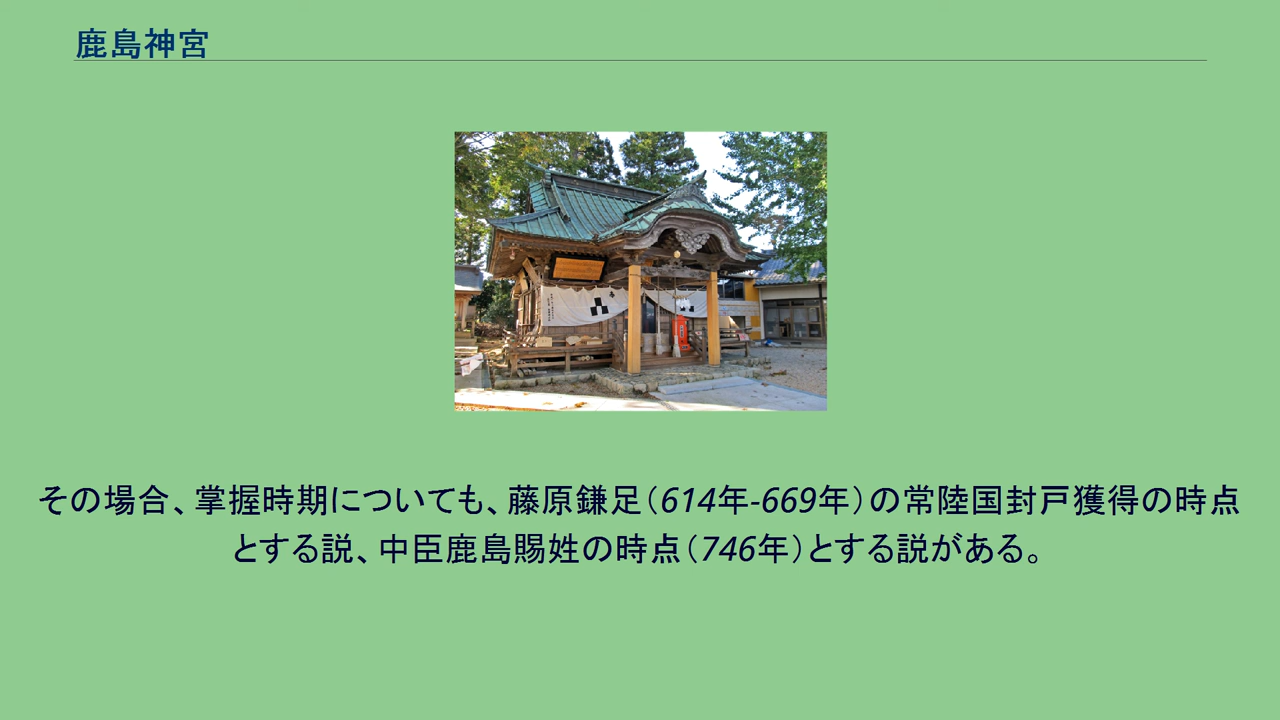 鹿島神宮
その場合、掌握時期についても、藤原鎌足（614年-669年）の常陸国封戸獲得の時点
とする説、中臣鹿島賜姓の時点（746年）とする説がある。